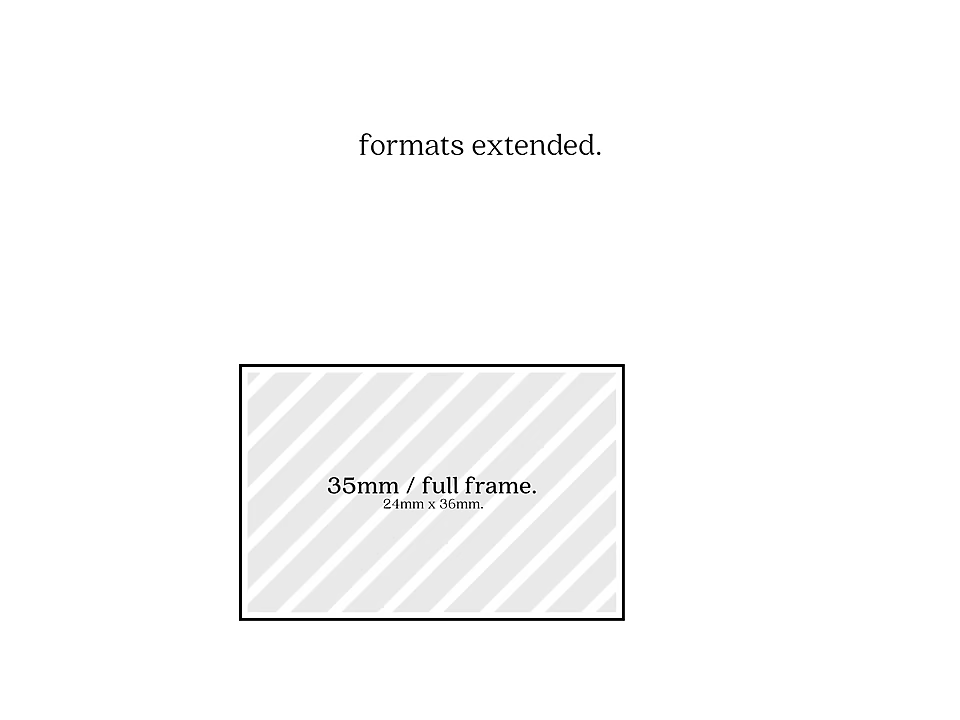 formats extended.
35mm / full frame.
24mm x 36mm.